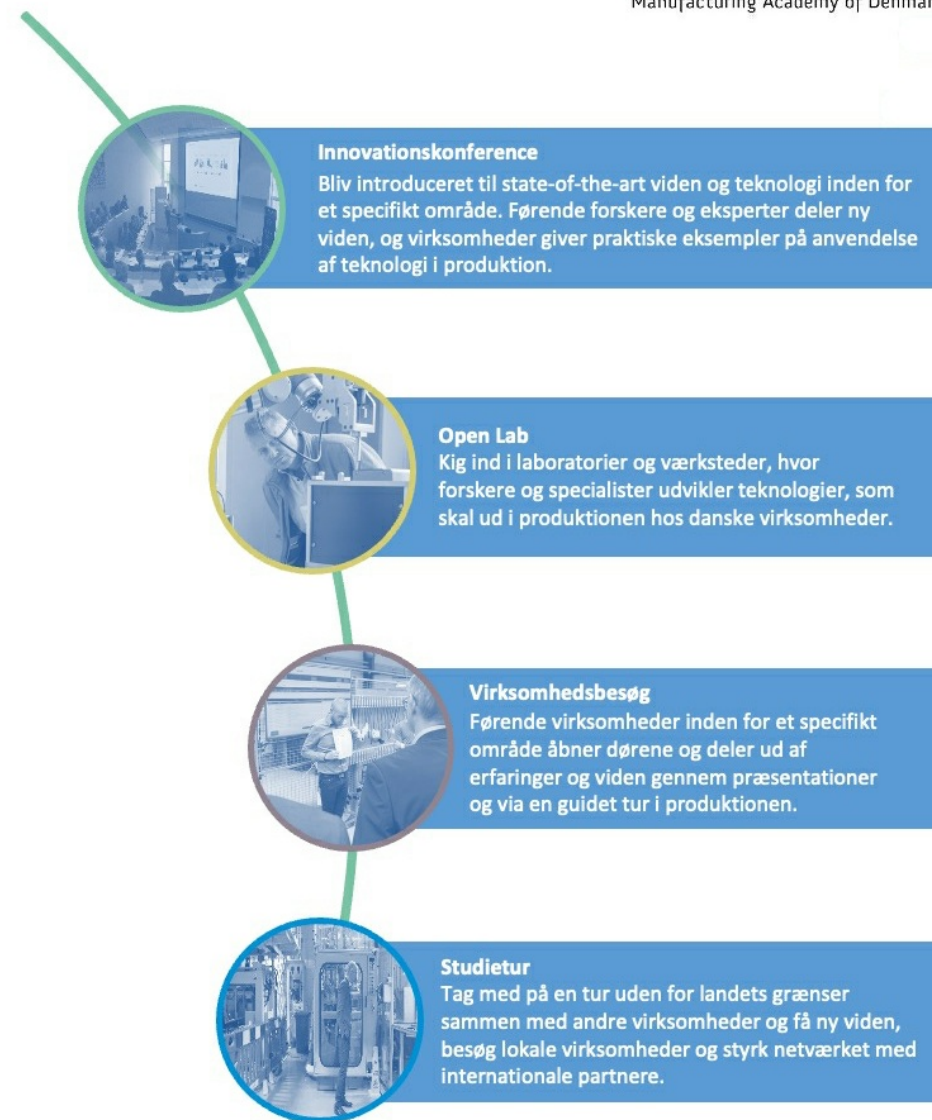 Manufacturing Academy of
Innovationskonference
Bliv introduceret til state-of-the-art viden og teknologi inden for
et specifikt område. Førende forskere og eksperter deler ny
viden, og virksomheder giver praktiske eksempler på anvendelse
af teknologi i produktion.
Open Lab
Kig ind i laboratorier og værksteder, hvor
forskere og specialister udvikler teknologier, som
skal ud i produktionen hos danske virksomheder.
Virksomhedsbesøg
Førende virksomheder inden for et specifikt
område åbner dørene og deler ud af
erfaringer og viden gennem præsentationer
og via en guidet tur i produktionen.
Studietur
Tag med på en tur uden for landets grænser
sammen med andre virksomheder og få ny viden,
besøg lokale virksomheder og styrk netværket med
internationale partnere.